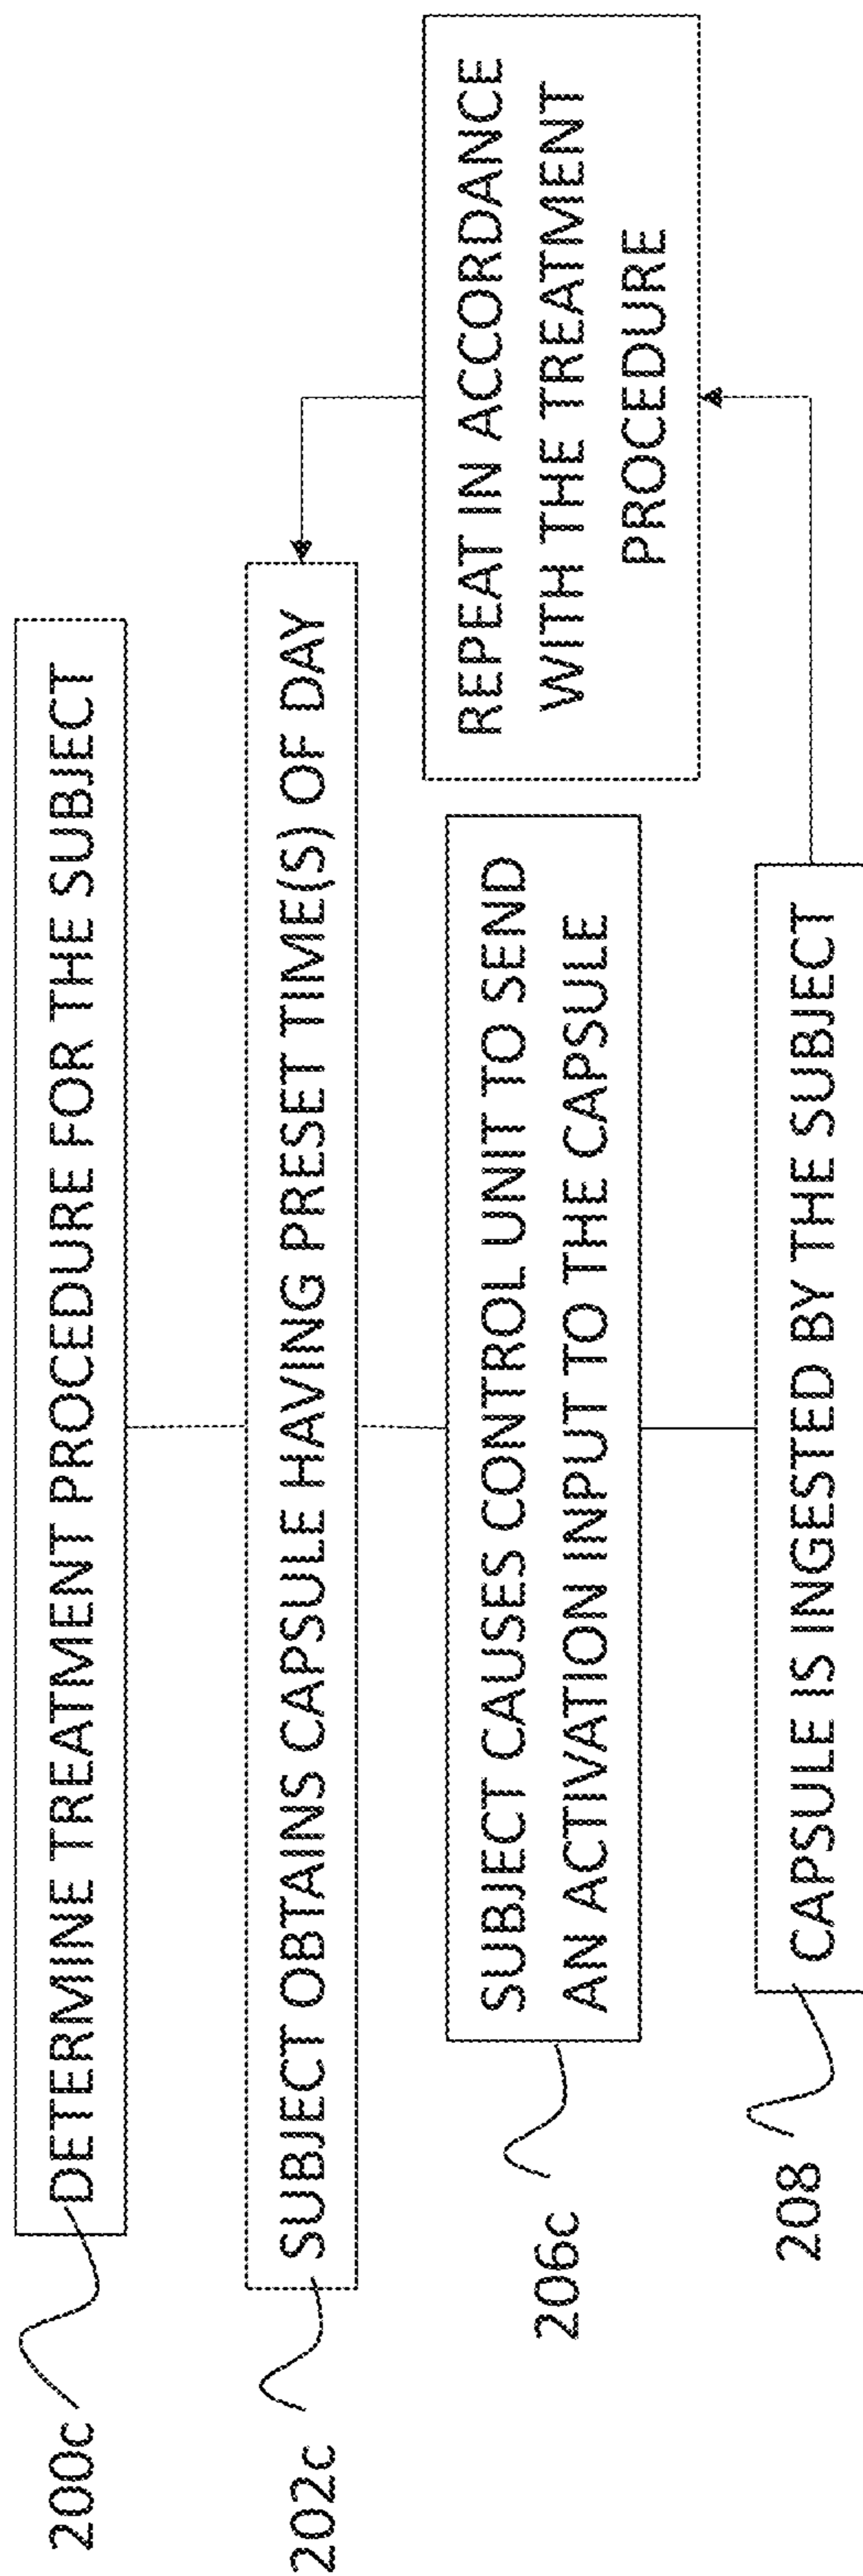 200c
DETERMINE TREATMENT PROCEDURE FOR THE SUBJECT
202c
SUBJECT OBTAINS CAPSULE HAVING PRESET TIME(S) OF DAY
206c
SUBJECT CAUSES CONTROL UNIT TO SEND
AN ACTIVATION INPUT TO THE CAPSULE
REPEAT IN ACCORDANCE
WITH THE TREATMENT
PROCEDURE
208
CAPSULE IS INGESTED BY THE SUBJECT